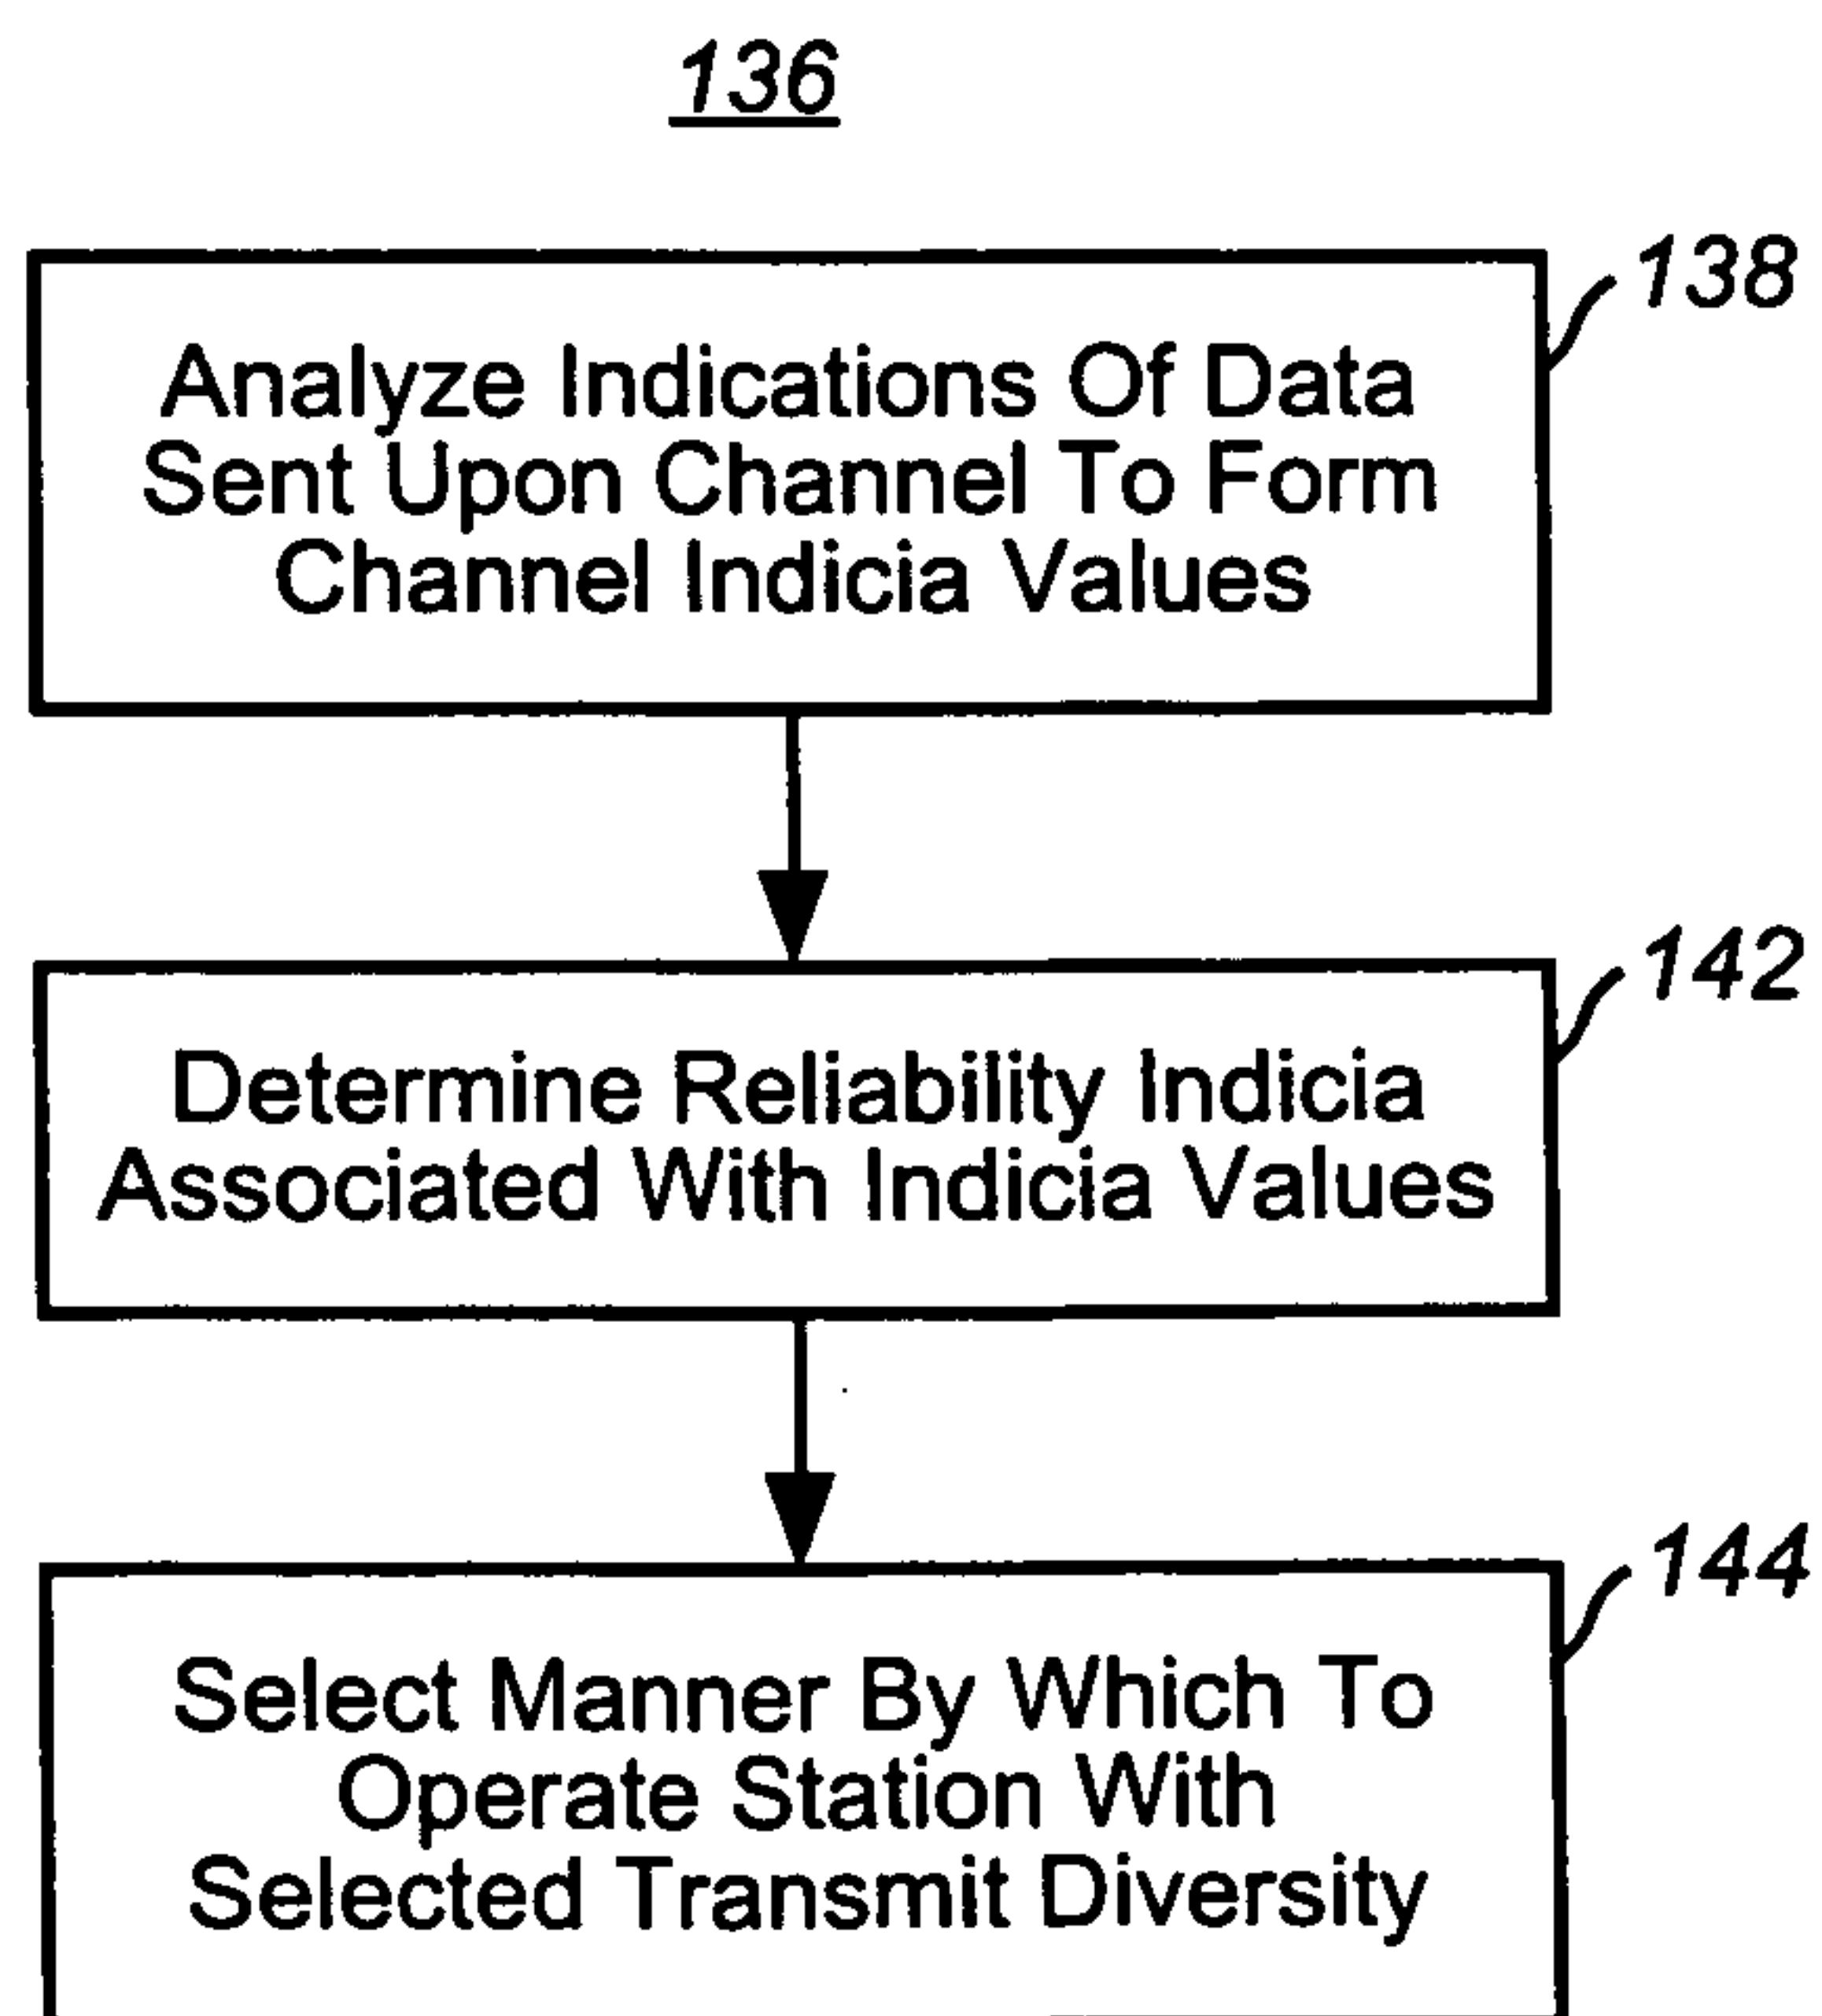 136
138
Analyze Indications Of Data
Sent Upon Channel To Form
Channel Indicia Values
142
Determine Reliability Indicia
Associated With Indicia Values
144
Select Manner By Which To
Operate Station With
Selected Transmit Diversity